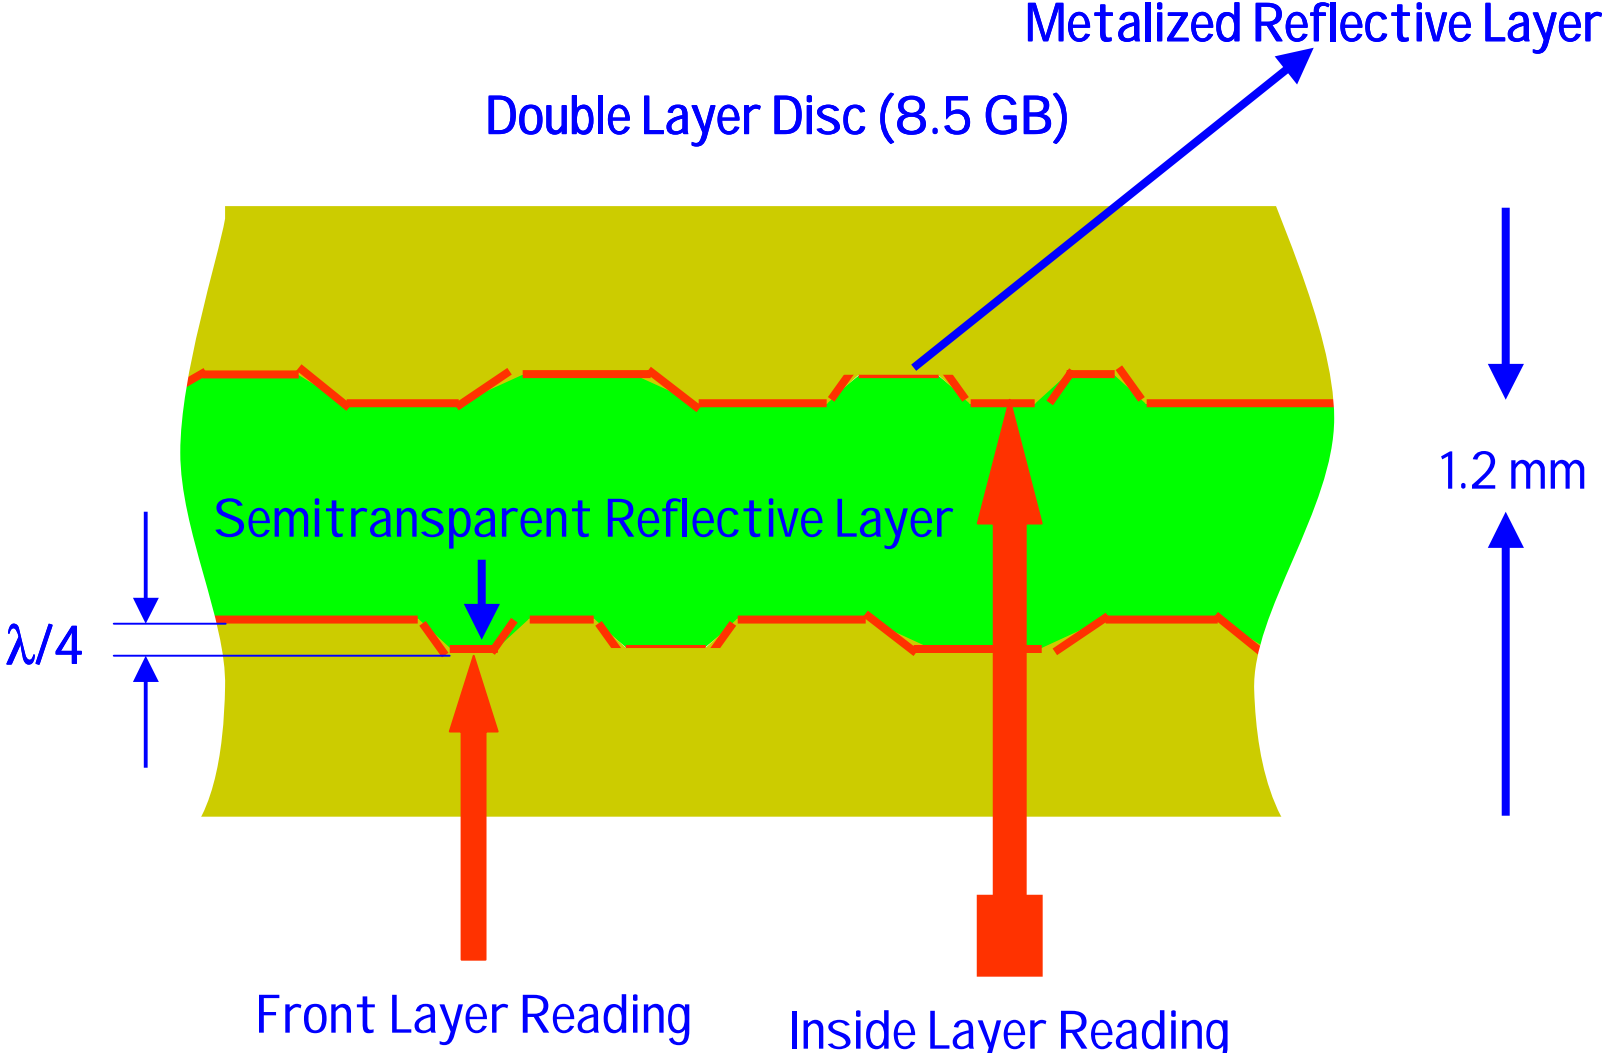 Metalized Reflective Layer
Double Layer Disc (8.5 GB)
1.2 mm
Semitransparent Reflective Layer
λ/4
Front Layer Reading
Inside Layer Reading